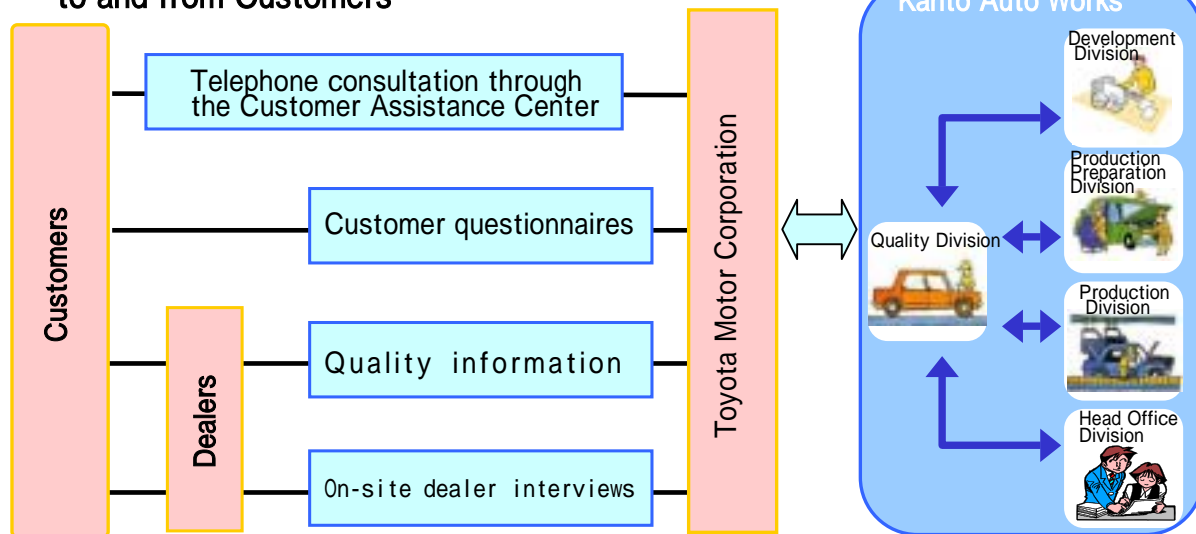 to and from Customers
Kanto Auto Works
Customers
Telephone consultation through
the Customer Assistance Center
Customer questionnaires
Dealers
Quality information
On-site dealer interviews
Toyota Motor Corporation
Quality Division
Development
Division
Production
Preparation
Division
Production
Division
Head Office
Division